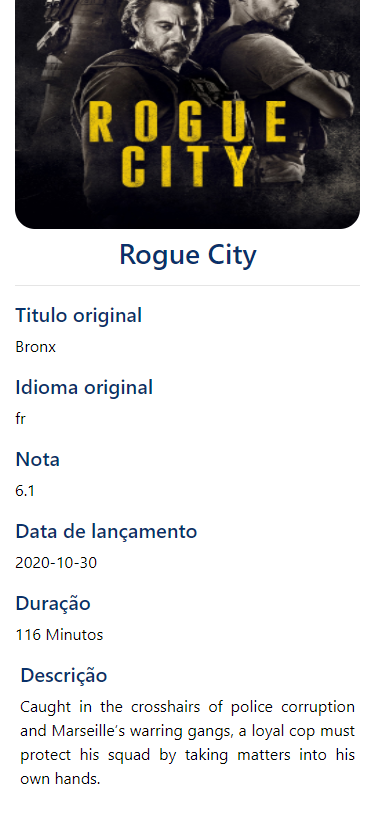 ROGUE
CITY
Rogue City
Titulo original
Bronx
Idioma original
fr
Nota
6.1
Data de lançamento
2020-10-30
Duração
116 Minutos
Descrição
Caught in the crosshairs of police corruption
and Marseille’s warring gangs, a loyal cop must
protect his squad by taking matters into his
own hands.